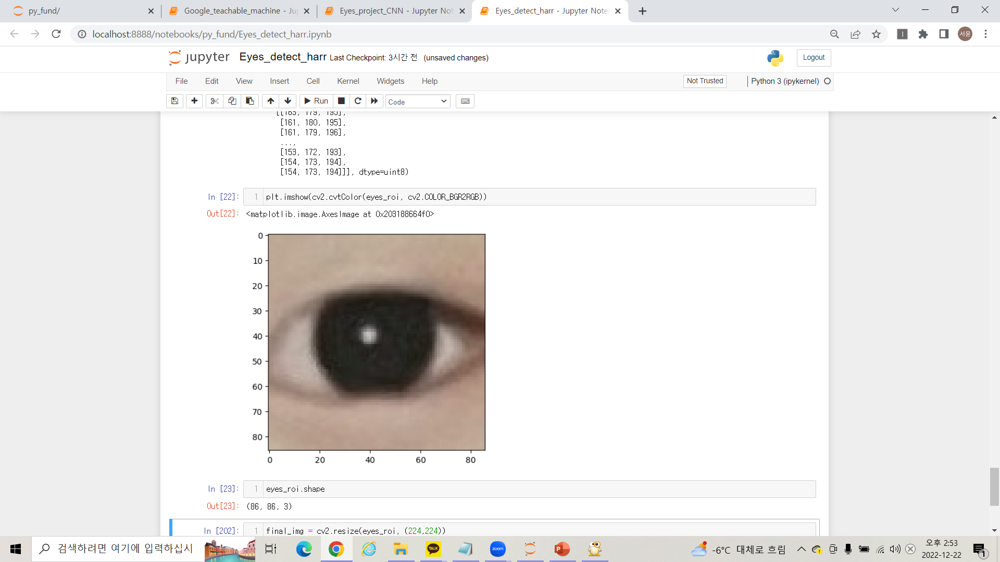 py_fund/
Google_teachable_machine - Ju
Eyes_project_CNN - Jupyter Not
Eyes_detect_harr - Jupyter Note
localhost:8888/notebooks/py_fund/Eyes_detect_harr.ipynb
서윤
jupyter Eyes_detect_harr Last Checkpoint: 3시간 전 (unsaved changes)
Logout
File Edit View Insert Cell Kernel Widgets Help
Not Trusted
Python 3 (ipykernel)
Run
Code
[[163, 179, 195],
[161, 180, 195],
[161, 179, 196],
...,
[153, 172, 193],
[154, 173, 194],
[154, 173, 194]]], dtype=uint8)
In [22]: 1 plt.imshow(cv2.cvtColor(eyes_roi, cv2.COLOR_BGR2RGB))
Out[22]: <matplotlib.image.AxesImage at 0x203188664f0>
0
10
20
30
40
50
60
70
80
0 20 40 60 80
In [23]: 1 eyes_roi.shape
Out[23]: (86, 86, 3)
In [202]: 1 final_img = cv2.resize(eyes_roi, (224,224))
검색하려면 여기에 입력하십시
TALK
zoom
-6°C 대체로 흐림
오후 2:53
2022-12-22
1